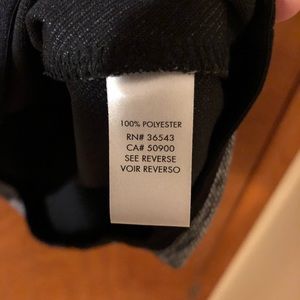 100% POLYESTER
RN# 36543
CA# 50900
SEE REVERSE
VOIR REVERSO